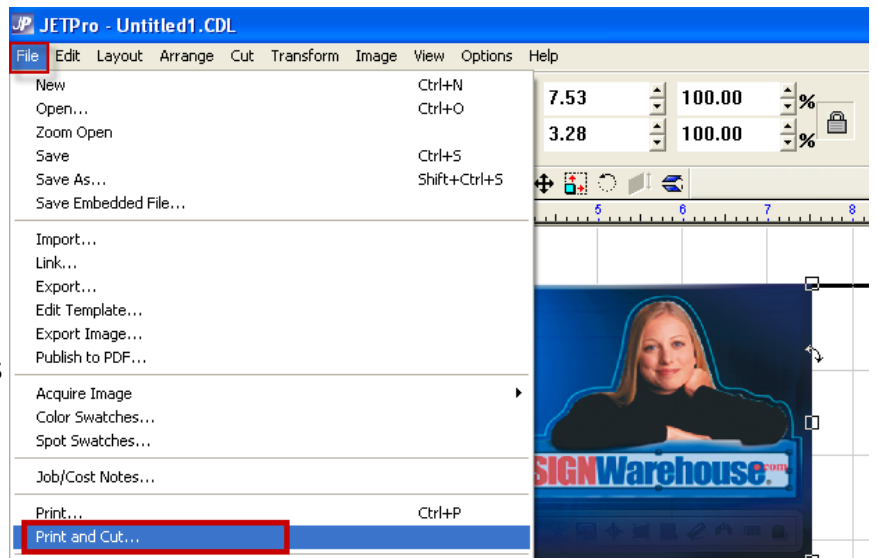 JP JETPro - Untitled1.CDL
File Edit Layout Arrange Cut Transform Image View Options Help
New Ctrl+N
Open... Ctrl+O
Zoom Open
Save Ctrl+S
Save As... Shift+Ctrl+S
Save Embedded File...
Import...
Link...
Export...
Edit Template...
Export Image...
Publish to PDF...
Acquire Image
Color Swatches...
Spot Swatches...
Job/Cost Notes...
Print... Ctrl+P
Print and Cut...
7.53 100.00 %
3.28 100.00 %
5 6 7 8
SIGNWarehouse.com
s